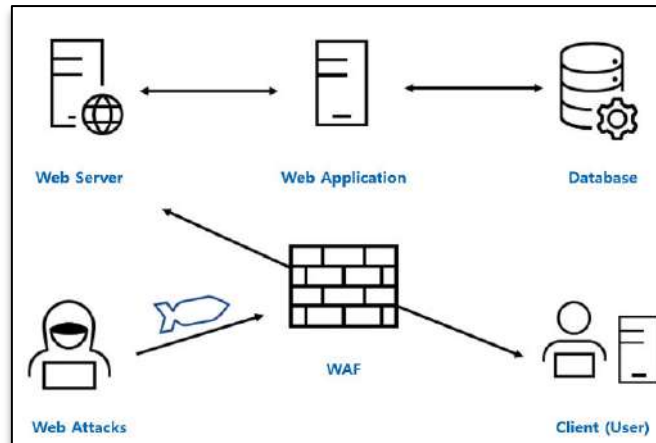 Web Server
Web Application
Database
WAF
Web Attacks
Client (User)